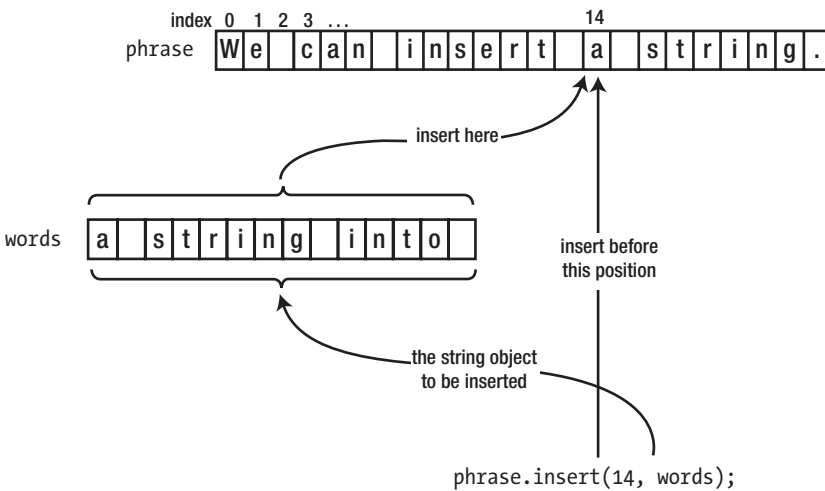 index 0 1 2 3 ... 14
phrase We can insert a string.
insert here
words a string into
insert before
this position
the string object
to be inserted
phrase.insert(14, words);